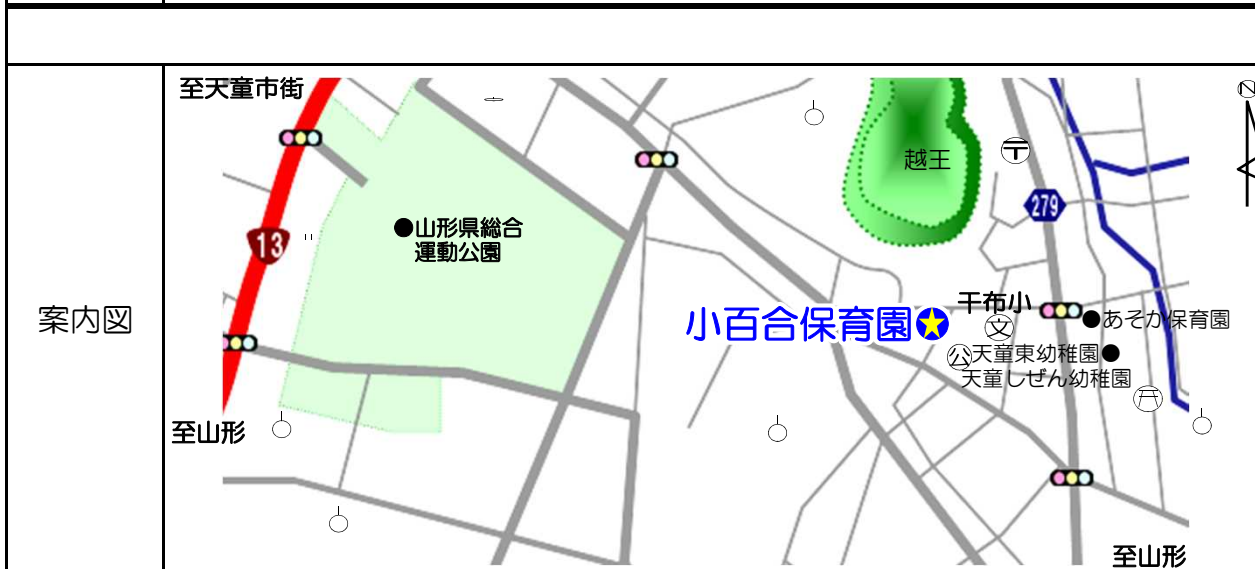 案内図
至天童市街
13
●山形県総合
運動公園
越王
〒
279
N
小百合保育園
干布小
文
●あそか保育園
公
天童東幼稚園●
天童しぜん幼稚園
至山形
至山形